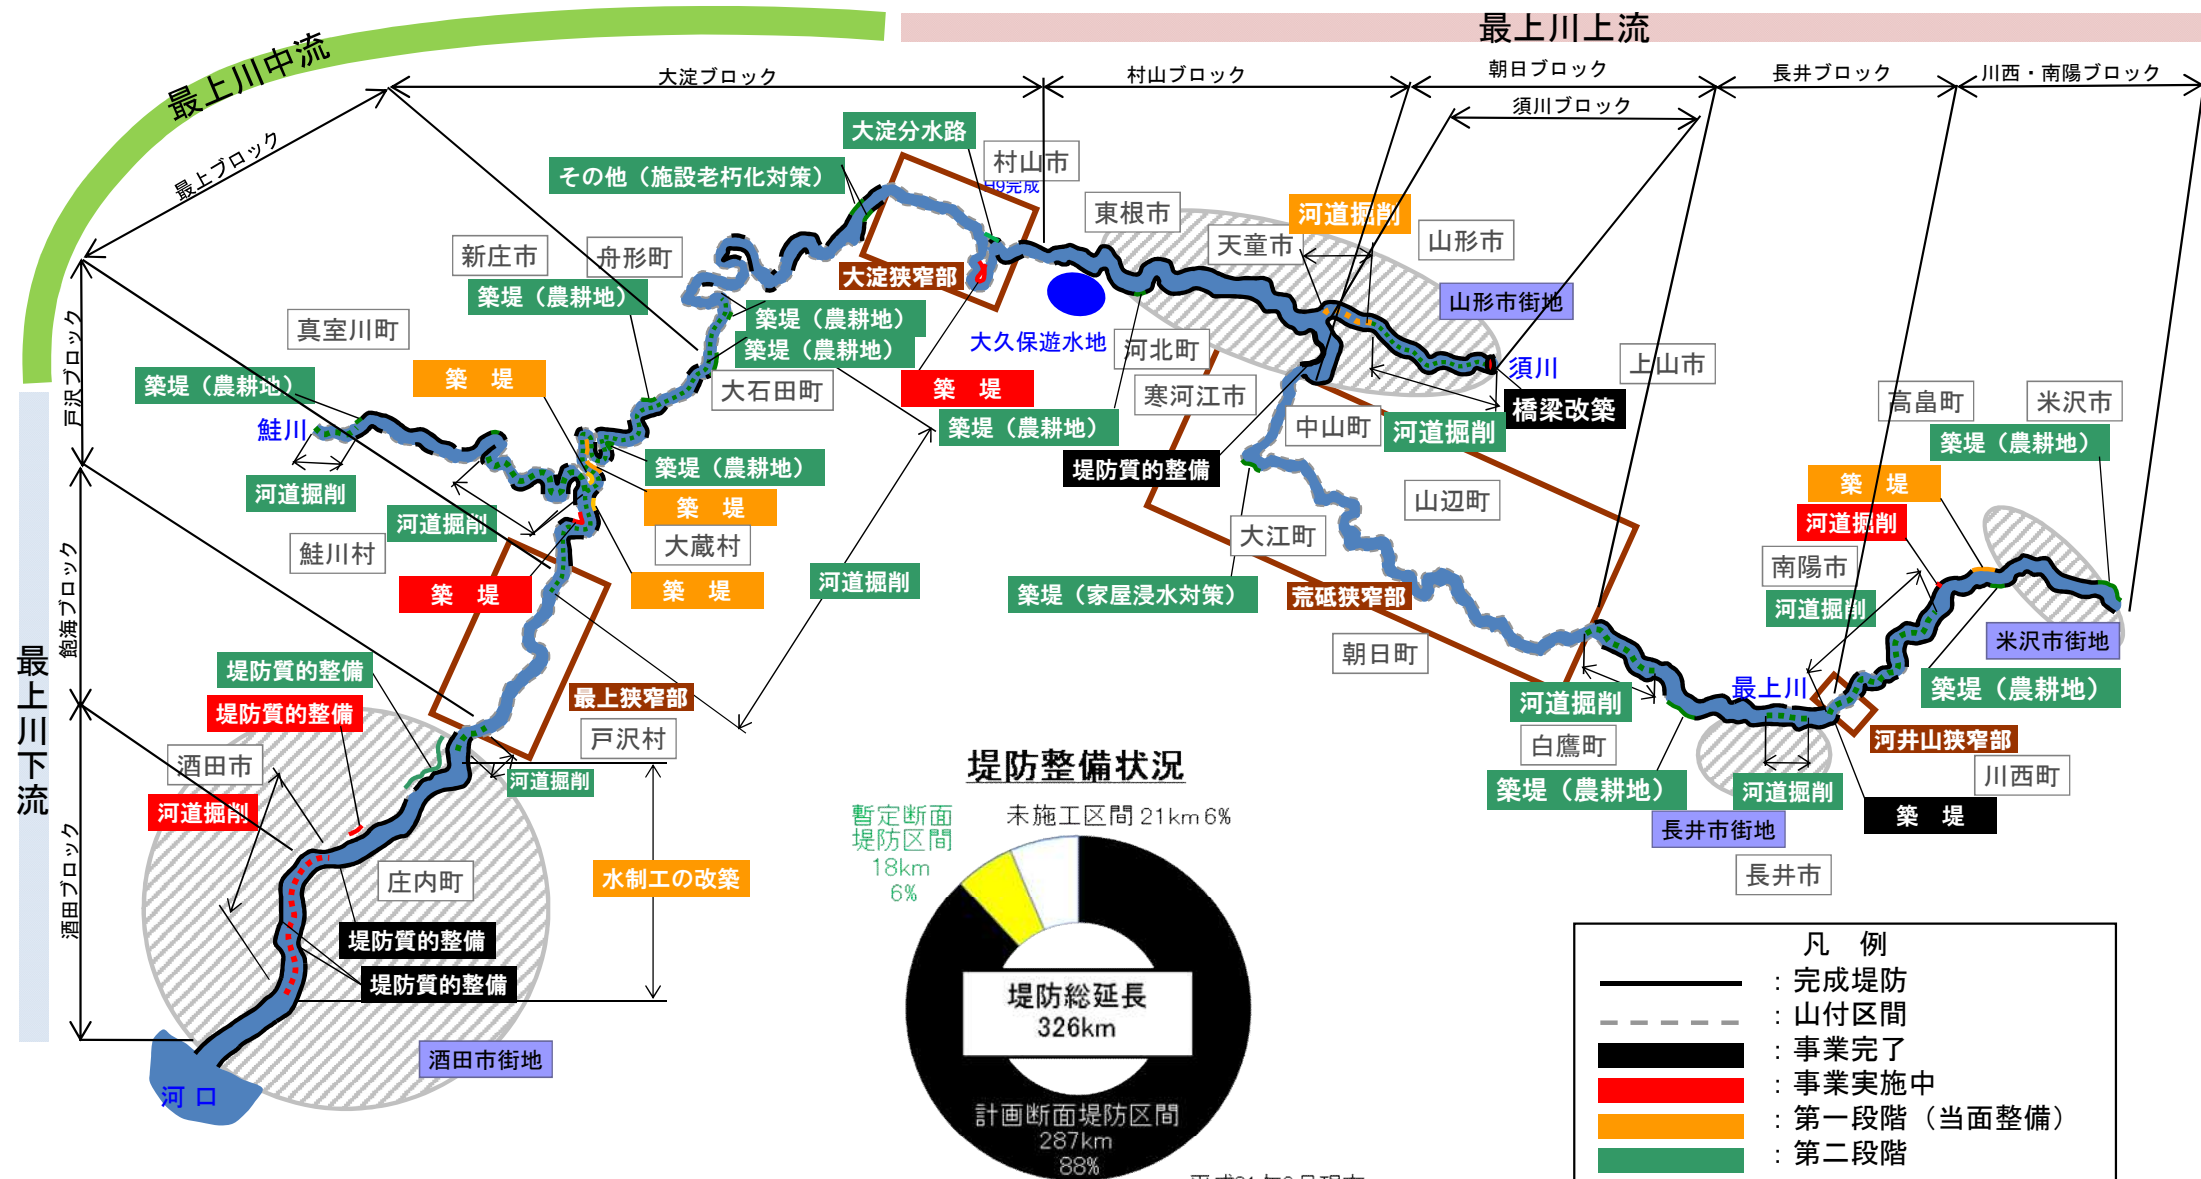 最上川上流
最上川中流
大淀ブロック
村山ブロック
朝日ブロック
長井ブロック
川西・南陽ブロック
須川ブロック
最上ブロック
大淀分水路
村山市
H9完成
その他（施設老朽化対策）
東根市
河道掘削
天童市
山形市
新庄市
舟形町
大淀狭窄部
築堤（農耕地）
山形市街地
真室川町
築堤（農耕地）
築堤（農耕地）
大久保遊水地
河北町
須川
上山市
戸沢ブロック
築堤（農耕地）
築　堤
大石田町
築　堤
寒河江市
橋梁改築
高畠町
米沢市
鮭川
築堤（農耕地）
中山町
河道掘削
築堤（農耕地）
築堤（農耕地）
堤防質的整備
築　堤
河道掘削
築　堤
山辺町
河道掘削
河道掘削
鮭川村
大蔵村
大江町
南陽市
飽海ブロック
築　堤
築　堤
河道掘削
築堤（家屋浸水対策）
荒砥狭窄部
河道掘削
米沢市街地
朝日町
最上川下流
堤防質的整備
最上狭窄部
最上川
築堤（農耕地）
堤防質的整備
河道掘削
戸沢村
白鷹町
河井山狭窄部
酒田市
堤防整備状況
川西町
河道掘削
築堤（農耕地）
河道掘削
河道掘削
暫定断面
堤防区間
18km
6%
未施工区間 21km 6%
長井市街地
築　堤
酒田ブロック
庄内町
水制工の改築
長井市
堤防質的整備
堤防質的整備
堤防総延長
326km
酒田市街地
河口
計画断面堤防区間
287km
88%
凡　例
：完成堤防
：山付区間
：事業完了
：事業実施中
：第一段階（当面整備）
：第二段階